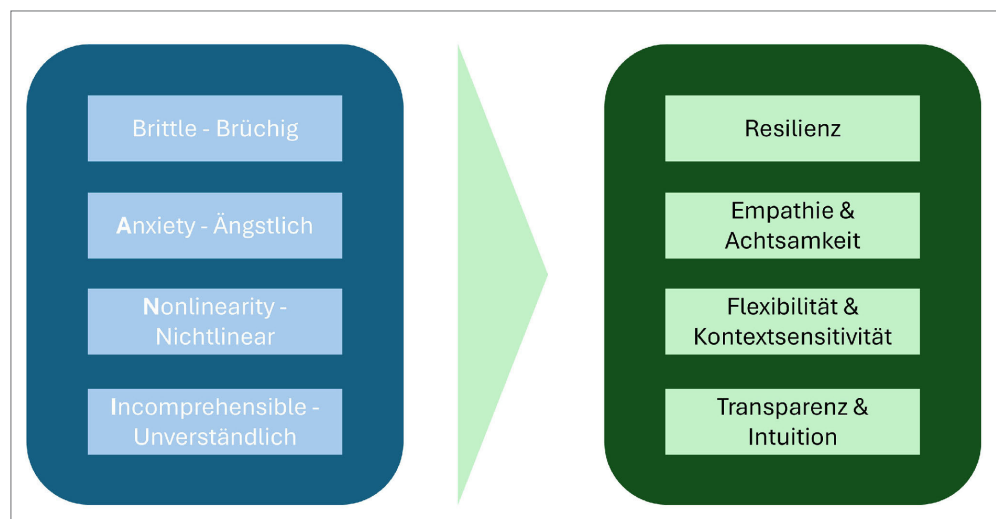 Brittle - Brüchig
Anxiety - Ängstlich
Nonlinearity -
Nichtlinear
Incomprehensible -
Unverständlich
Resilienz
Empathie &
Achtsamkeit
Flexibilität &
Kontextsensitivität
Transparenz &
Intuition